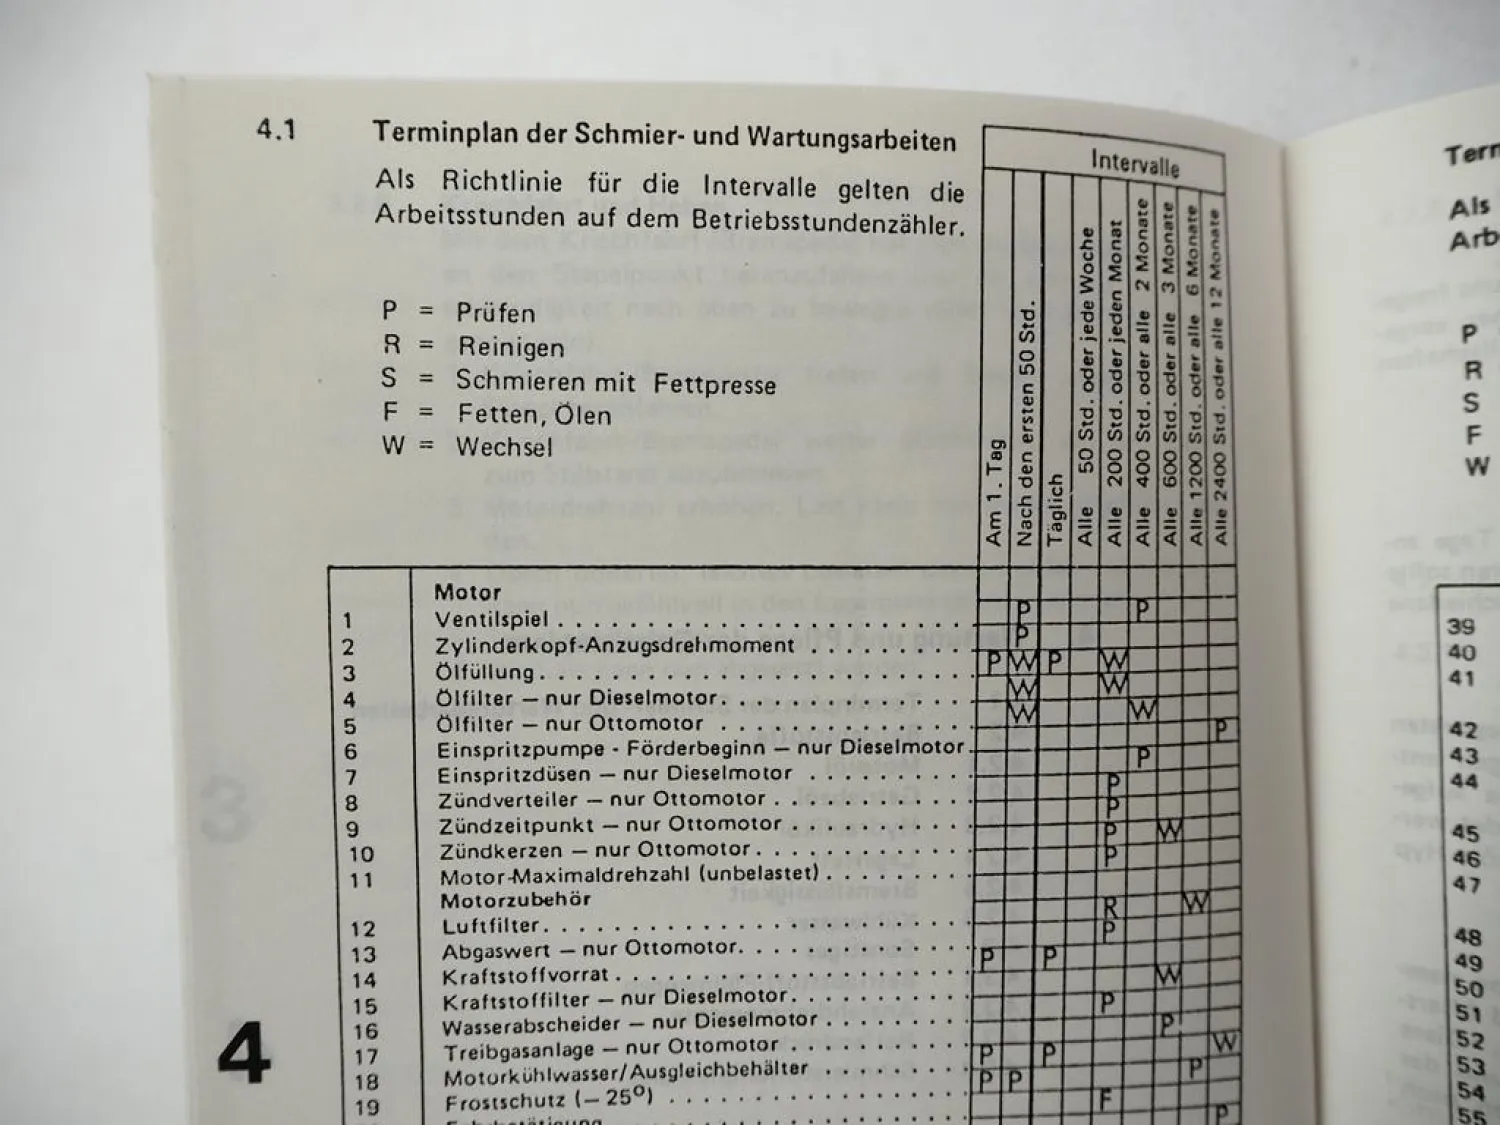 4.1 Terminplan der Schmier- und Wartungsarbeiten
Als Richtlinie für die Intervalle gelten die
Arbeitsstunden auf dem Betriebsstundenzähler.
P = Prüfen
R = Reinigen
S = Schmieren mit Fettpresse
F = Fetten, Ölen
W = Wechsel
Intervalle
Am 1. Tag
Nach den ersten 50 Std.
Täglich
Alle 50 Std. oder jede Woche
Alle 200 Std. oder jeden Monat
Alle 400 Std. oder alle 2 Monate
Alle 600 Std. oder alle 3 Monate
Alle 1200 Std. oder alle 6 Monate
Alle 2400 Std. oder alle 12 Monate
Motor
1 Ventilspiel . . . . . . . . . . . . . . . . . . . . P P
2 Zylinderkopf-Anzugsdrehmoment . . . . . . . . . P
3 Ölfüllung . . . . . . . . . . . . . . . . . . . . . P W P W
4 Ölfilter — nur Dieselmotor . . . . . . . . . . . . W W
5 Ölfilter — nur Ottomotor . . . . . . . . . . . . W W
6 Einspritzpumpe - Förderbeginn — nur Dieselmotor . P
7 Einspritzdüsen — nur Dieselmotor . . . . . . . . P
8 Zündverteiler — nur Ottomotor . . . . . . . . . . P
9 Zündzeitpunkt — nur Ottomotor . . . . . . . . . P
10 Zündkerzen — nur Ottomotor . . . . . . . . . . . P W
11 Motor-Maximaldrehzahl (unbelastet) . . . . . . . P
Motorzubehör
12 Luftfilter . . . . . . . . . . . . . . . . . . . . . R W
13 Abgaswert — nur Ottomotor . . . . . . . . . . . . P
14 Kraftstoffvorrat . . . . . . . . . . . . . . . . . P P
15 Kraftstoffilter — nur Dieselmotor . . . . . . . . . W
16 Wasserabscheider — nur Dieselmotor . . . . . . . P
17 Treibgasanlage — nur Ottomotor . . . . . . . . . P
18 Motorkühlwasser/Ausgleichbehälter . . . . . . . P P W
19 Frostschutz (— 25°) . . . . . . . . . . . . . . . P P P
F
P
4
Als
P
R
S
F
W
39
40
41
42
43
44
45
46
47
48
49
50
51
52
53
54
55